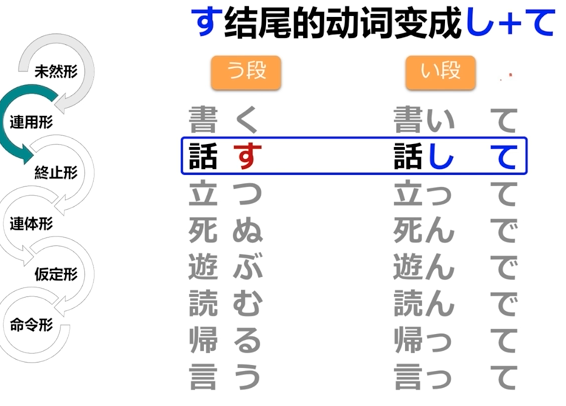 す结尾的动词变成し+て
う段 い段
未然形
連用形
終止形
連体形
仮定形
命令形
書 く 書い て
話 す 話し て
立 つ 立っ て
死 ぬ 死ん で
遊 ぶ 遊ん で
読 む 読ん で
帰 る 帰っ て
言 う 言っ て